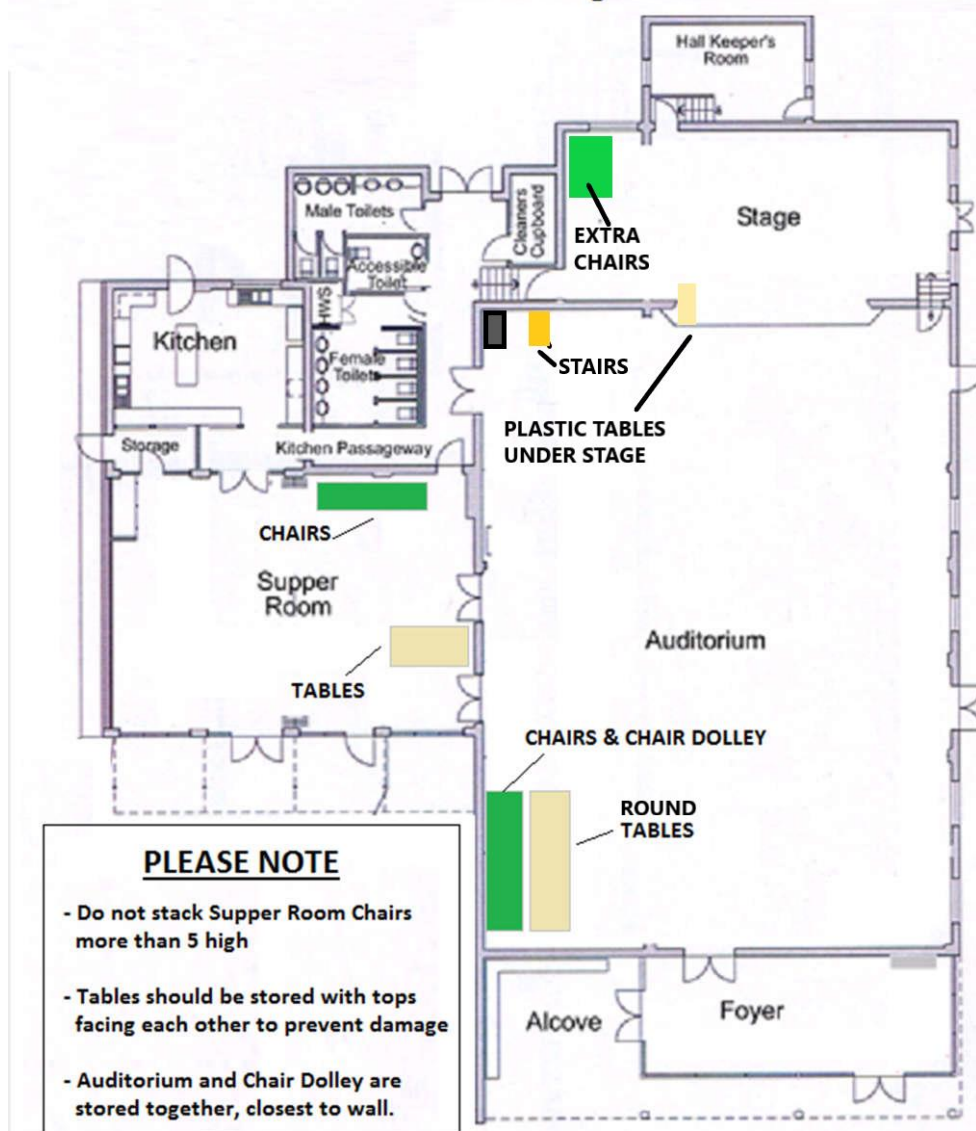 Hall Keeper's
Room
Stage
EXTRA
CHAIRS
Cleaners
Cupboard
Male Toilets
Accessible
Toilet
HWS
Female
Toilets
Kitchen
Storage
Kitchen Passageway
STAIRS
PLASTIC TABLES
UNDER STAGE
CHAIRS
Supper
Room
TABLES
Auditorium
CHAIRS & CHAIR DOLLEY
ROUND
TABLES
Alcove
Foyer
PLEASE NOTE
- Do not stack Supper Room Chairs
more than 5 high
- Tables should be stored with tops
facing each other to prevent damage
- Auditorium and Chair Dolley are
stored together, closest to wall.